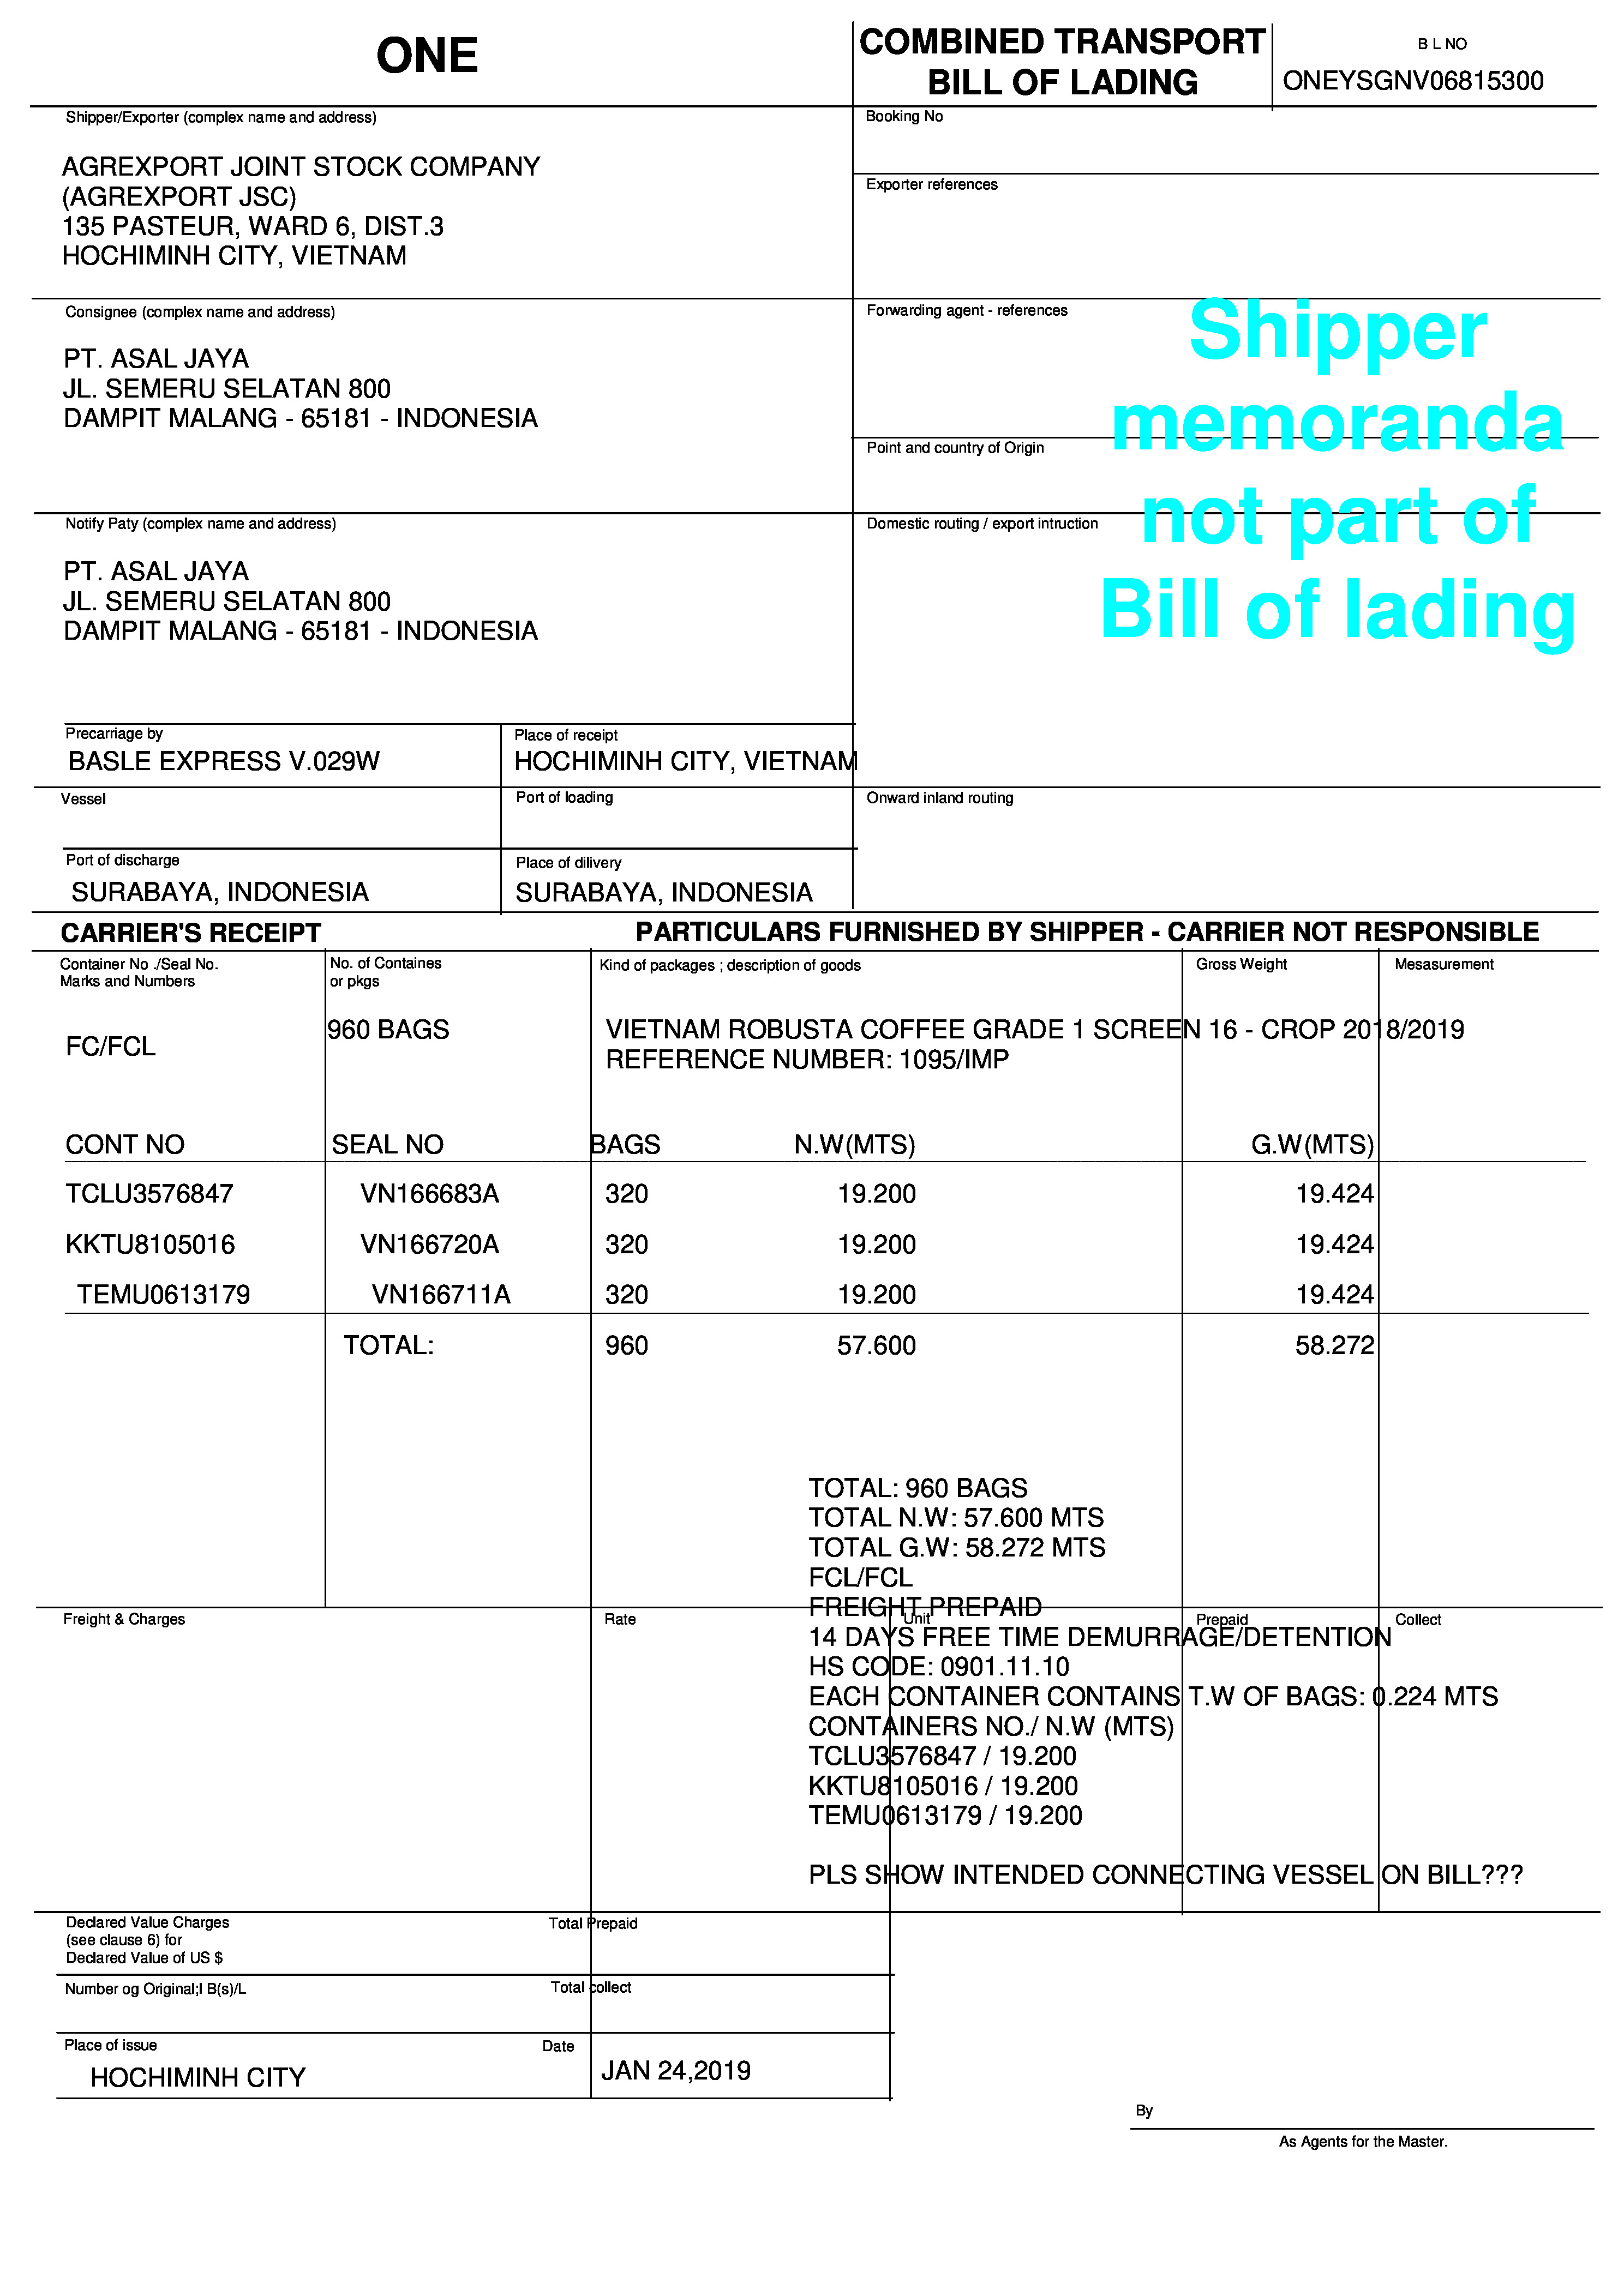 ONE
COMBINED TRANSPORT
BILL OF LADING
B L NO
ONEYSGNV06815300
Shipper/Exporter (complex name and address)
AGREXPORT JOINT STOCK COMPANY
(AGREXPORT JSC)
135 PASTEUR, WARD 6, DIST.3
HOCHIMINH CITY, VIETNAM
Booking No
Exporter references
Consignee (complex name and address)
PT. ASAL JAYA
JL. SEMERU SELATAN 800
DAMPIT MALANG - 65181 - INDONESIA
Forwarding agent - references
Point and country of Origin
Shipper
memoranda
not part of
Bill of lading
Notify Paty (complex name and address)
PT. ASAL JAYA
JL. SEMERU SELATAN 800
DAMPIT MALANG - 65181 - INDONESIA
Domestic routing / export intruction
Precarriage by
BASLE EXPRESS V.029W
Place of receipt
HOCHIMINH CITY, VIETNAM
Vessel
Port of loading
Onward inland routing
Port of discharge
SURABAYA, INDONESIA
Place of dilivery
SURABAYA, INDONESIA
CARRIER'S RECEIPT
PARTICULARS FURNISHED BY SHIPPER - CARRIER NOT RESPONSIBLE
Container No ./Seal No.
Marks and Numbers
No. of Containes
or pkgs
Kind of packages ; description of goods
Gross Weight
Mesasurement
FC/FCL
960 BAGS
VIETNAM ROBUSTA COFFEE GRADE 1 SCREEN 16 - CROP 2018/2019
REFERENCE NUMBER: 1095/IMP
CONT NO SEAL NO BAGS N.W(MTS) G.W(MTS)
TCLU3576847 VN166683A 320 19.200 19.424
KKTU8105016 VN166720A 320 19.200 19.424
TEMU0613179 VN166711A 320 19.200 19.424
TOTAL: 960 57.600 58.272
TOTAL: 960 BAGS
TOTAL N.W: 57.600 MTS
TOTAL G.W: 58.272 MTS
FCL/FCL
FREIGHT PREPAID
Freight & Charges Rate Unit Prepaid Collect
14 DAYS FREE TIME DEMURRAGE/DETENTION
HS CODE: 0901.11.10
EACH CONTAINER CONTAINS T.W OF BAGS: 0.224 MTS
CONTAINERS NO./ N.W (MTS)
TCLU3576847 / 19.200
KKTU8105016 / 19.200
TEMU0613179 / 19.200
PLS SHOW INTENDED CONNECTING VESSEL ON BILL???
Declared Value Charges
(see clause 6) for
Declared Value of US $
Total Prepaid
Number og Original;l B(s)/L
Total collect
Place of issue
HOCHIMINH CITY
Date
JAN 24,2019
By
As Agents for the Master.